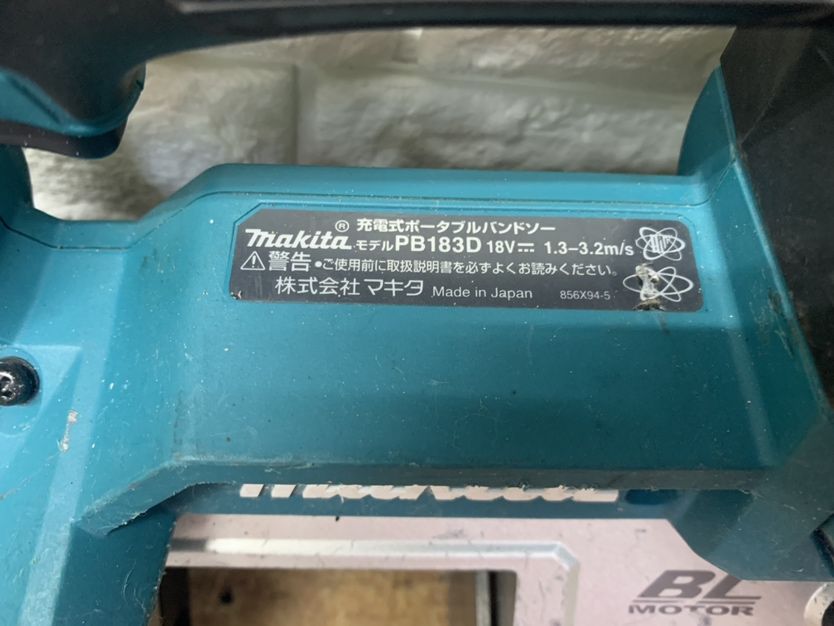 makita® 充電式ポータブルバンドソー
モデル PB183D 18V⎓ 1.3–3.2m/s
⚠警告 •ご使用前に取扱説明書を必ずよくお読みください。
株式会社 マキタ Made in Japan 856X94-5
BL
MOTOR